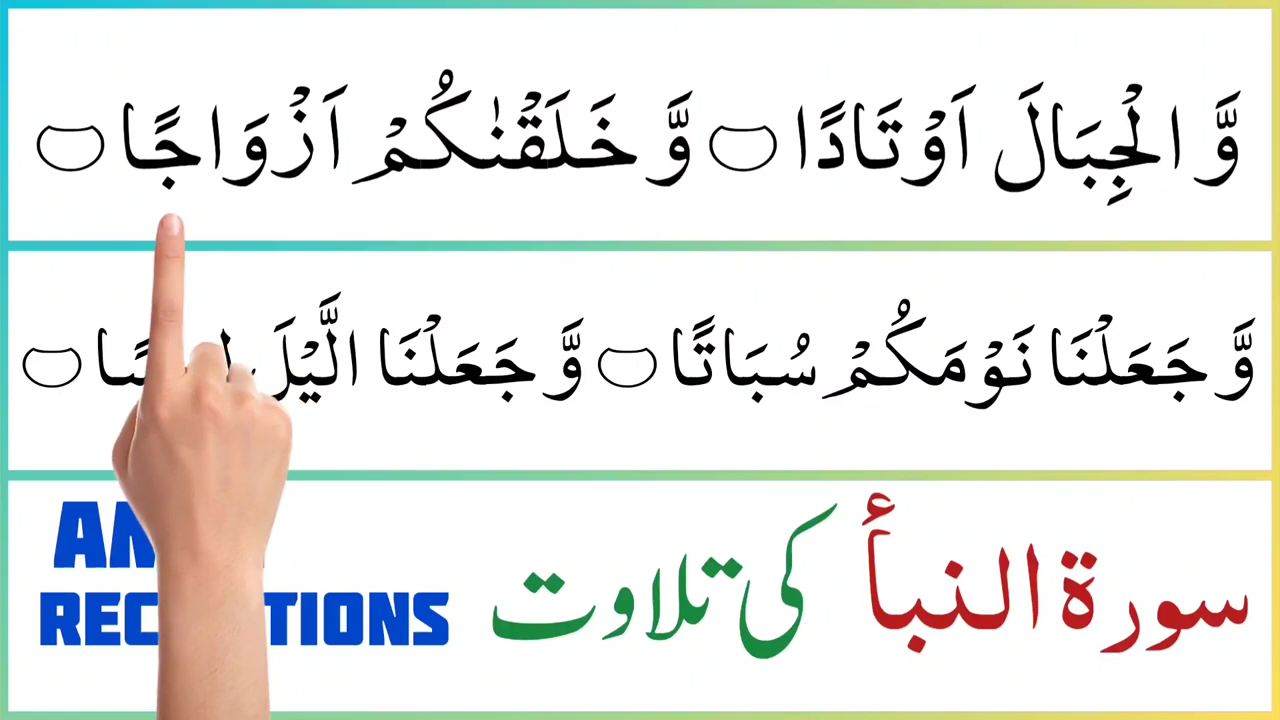 وَّ الْجِبَالَ اَوْتَادًا ۝ وَّ خَلَقْنٰكُمْ اَزْوَاجًا ۝
وَّ جَعَلْنَا نَوْمَكُمْ سُبَاتًا ۝ وَّ جَعَلْنَا الَّيْلَ ۝
سورة النبأ کی تلاوت